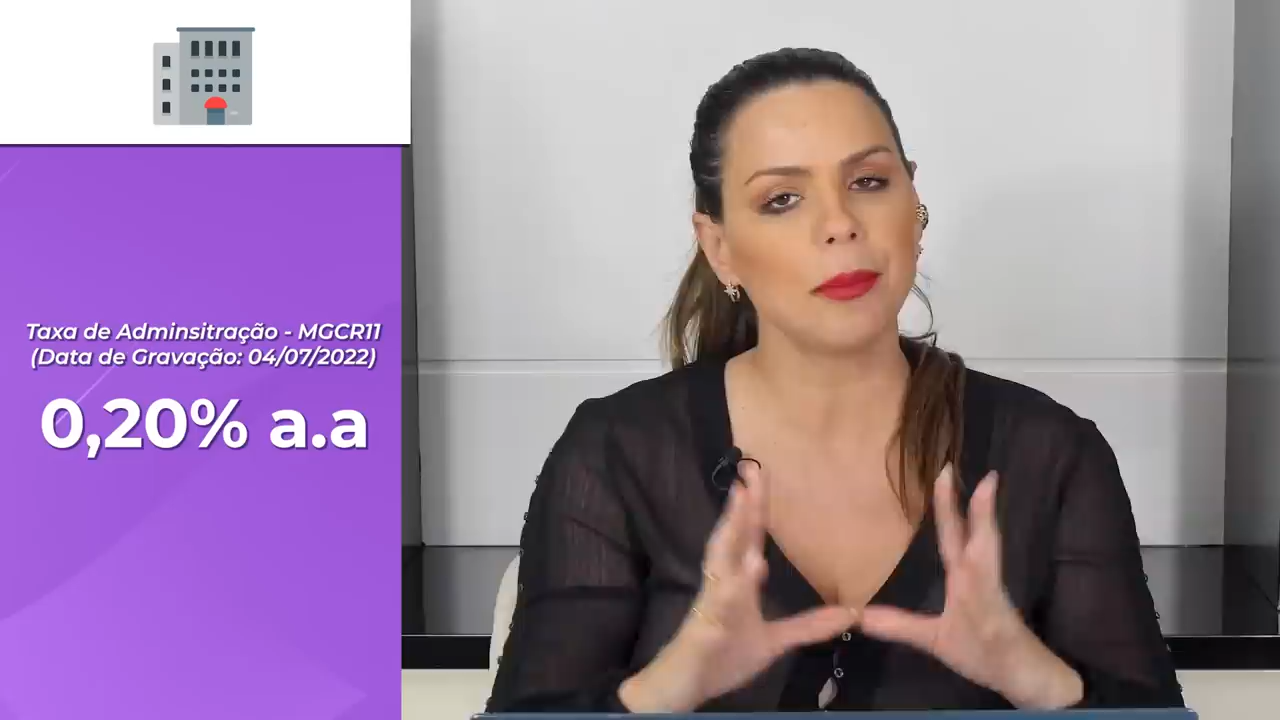 Taxa de Adminsitração - MGCR11
(Data de Gravação: 04/07/2022)
0,20% a.a